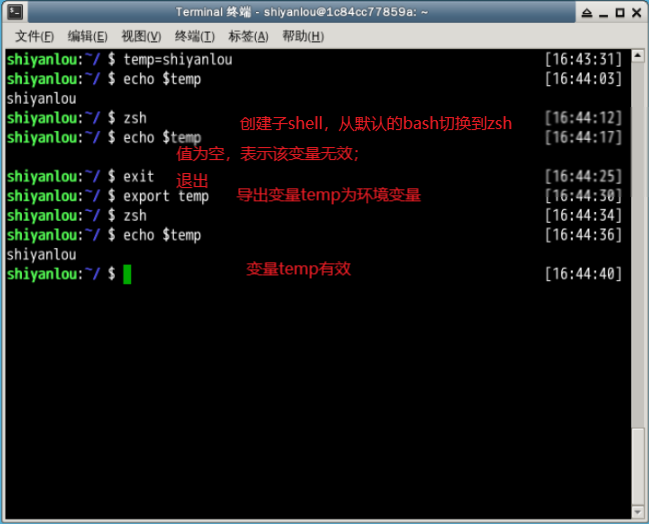 Terminal 终端 - shiyanlou@1c84cc77859a: ~
文件(F) 编辑(E) 视图(V) 终端(T) 标签(A) 帮助(H)
shiyanlou:~/ $ temp=shiyanlou [16:43:31]
shiyanlou:~/ $ echo $temp [16:44:03]
shiyanlou
shiyanlou:~/ $ zsh [16:44:12]
创建子shell，从默认的bash切换到zsh
shiyanlou:~/ $ echo $temp [16:44:17]
值为空，表示该变量无效；
shiyanlou:~/ $ exit [16:44:25]
退出
shiyanlou:~/ $ export temp 导出变量temp为环境变量 [16:44:30]
shiyanlou:~/ $ zsh [16:44:34]
shiyanlou:~/ $ echo $temp [16:44:36]
shiyanlou
shiyanlou:~/ $ 变量temp有效 [16:44:40]